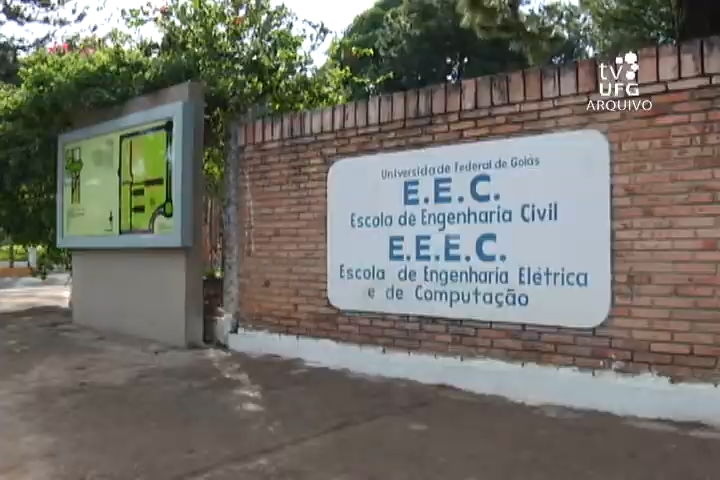 tv
UFG
ARQUIVO
Universidade Federal de Goiás
E.E.C.
Escola de Engenharia Civil
E.E.E.C.
Escola de Engenharia Elétrica
e de Computação